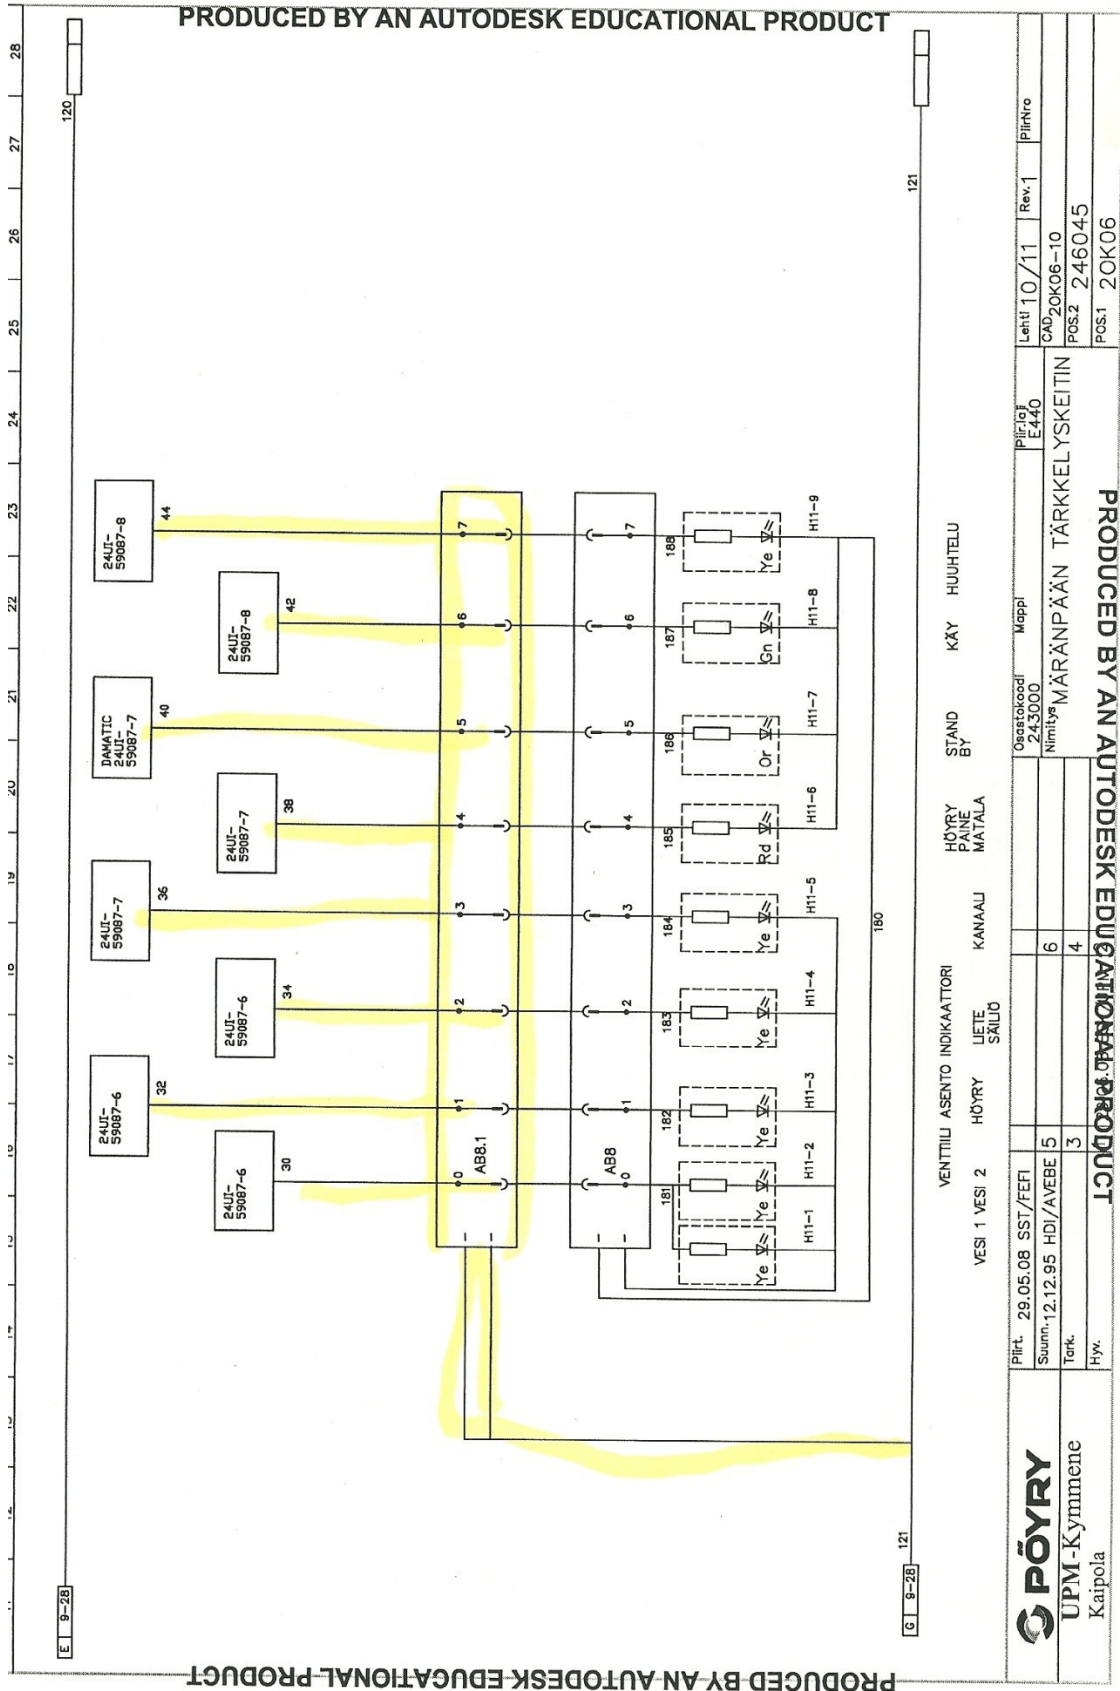 PRODUCED BY AN AUTODESK EDUCATIONAL PRODUCT
28
27
26
25
24
23
22
21
20
E 9-28
120
24UI-
59087-6
30
24UI-
59087-6
32
24UI-
59087-6
34
24UI-
59087-7
36
24UI-
59087-7
38
DAMATIC
24UI-
59087-7
40
24UI-
59087-8
42
24UI-
59087-8
44
AB8.1
0
1
2
3
4
5
6
7
AB8
0
1
2
3
4
5
6
7
181
182
183
184
185
186
187
188
Ye
Ye
Ye
Ye
Ye
Rd
Or
Gn
Ye
H11-1
H11-2
H11-3
H11-4
H11-5
H11-6
H11-7
H11-8
H11-9
180
G 9-28
121
121
VENTTIILI ASENTO INDIKAATTORI
VESI 1 VESI 2
HÖYRY
LIETE
SÄILIÖ
KANAALI
HÖYRY
PAINE
MATALA
STAND
BY
KÄY
HUUHTELU
PÖYRY
UPM-Kymmene
Kaipola
Piirt. 29.05.08 SST/FEFI
Suunn. 12.12.95 HDI/AVEBE
Tark.
Hyv.
5
3
6
4
Osastokoodi
243000
Mappi
Piir.laji
E440
Nimitys MÄRÄNPÄÄN TÄRKKELYSKEITIN
Lehti 10/11
Rev. 1
PiirNro
CAD 20K06-10
POS.2 246045
POS.1 20K06
PRODUCED BY AN AUTODESK EDUCATIONAL PRODUCT
PRODUCED BY AN AUTODESK EDUCATIONAL PRODUCT